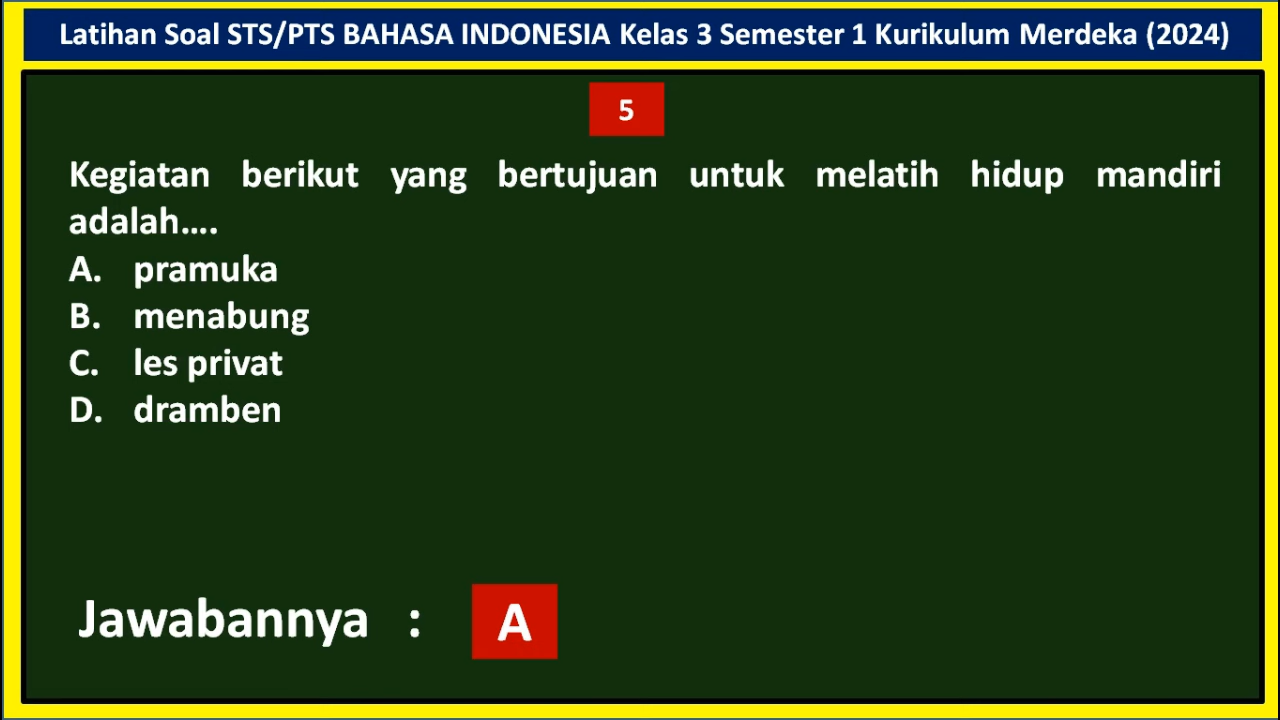 Latihan Soal STS/PTS BAHASA INDONESIA Kelas 3 Semester 1 Kurikulum Merdeka (2024)
5
Kegiatan berikut yang bertujuan untuk melatih hidup mandiri
adalah....
A. pramuka
B. menabung
C. les privat
D. dramben
Jawabannya : A